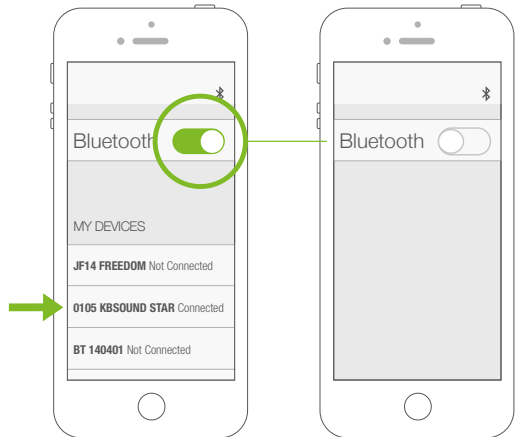 Bluetooth
MY DEVICES
JF14 FREEDOM Not Connected
0105 KBSOUND STAR Connected
BT 140401 Not Connected
Bluetooth